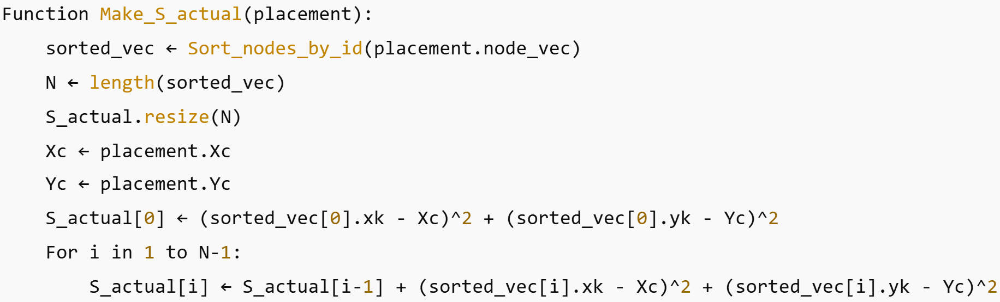 Function Make_S_actual(placement):
    sorted_vec ← Sort_nodes_by_id(placement.node_vec)
    N ← length(sorted_vec)
    S_actual.resize(N)
    Xc ← placement.Xc
    Yc ← placement.Yc
    S_actual[0] ← (sorted_vec[0].xk - Xc)^2 + (sorted_vec[0].yk - Yc)^2
    For i in 1 to N-1:
        S_actual[i] ← S_actual[i-1] + (sorted_vec[i].xk - Xc)^2 + (sorted_vec[i].yk - Yc)^2